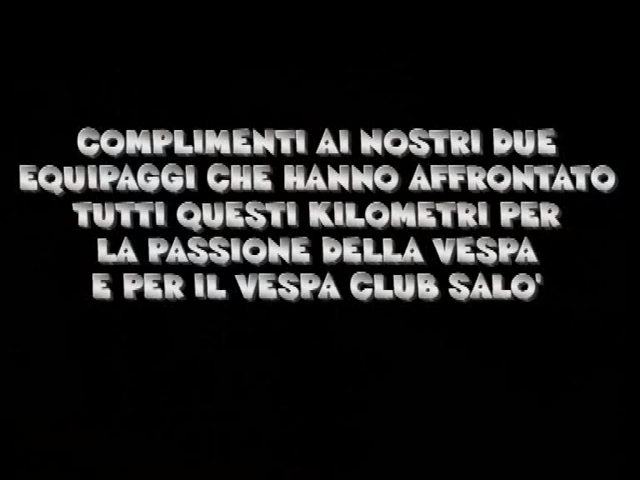 COMPLIMENTI AI NOSTRI DUE
EQUIPAGGI CHE HANNO AFFRONTATO
TUTTI QUESTI KILOMETRI PER
LA PASSIONE DELLA VESPA
E PER IL VESPA CLUB SALO'